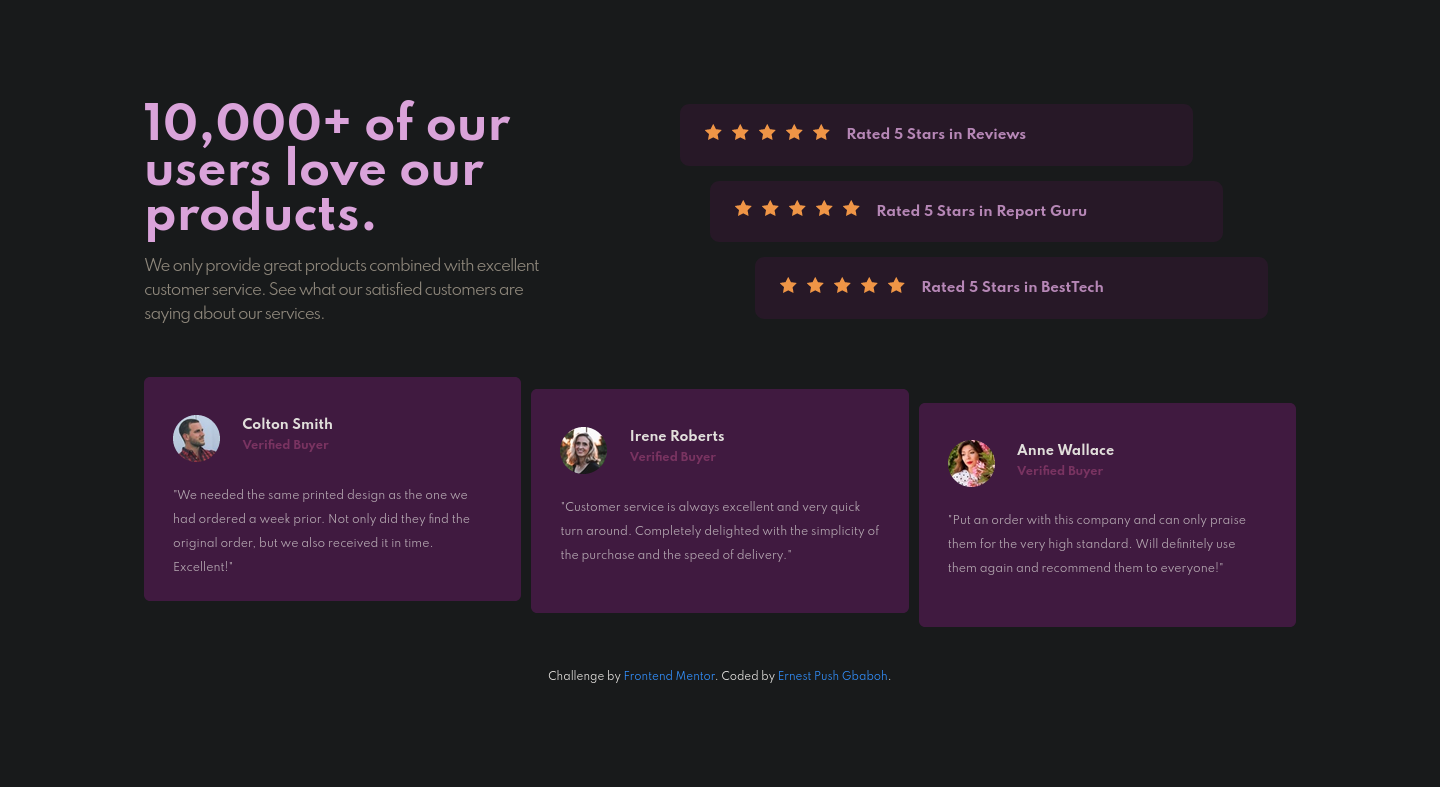 10,000+ of our
users love our
products.
We only provide great products combined with excellent
customer service. See what our satisfied customers are
saying about our services.
Rated 5 Stars in Reviews
Rated 5 Stars in Report Guru
Rated 5 Stars in BestTech
Colton Smith
Verified Buyer
"We needed the same printed design as the one we
had ordered a week prior. Not only did they find the
original order, but we also received it in time.
Excellent!"
Irene Roberts
Verified Buyer
"Customer service is always excellent and very quick
turn around. Completely delighted with the simplicity of
the purchase and the speed of delivery."
Anne Wallace
Verified Buyer
"Put an order with this company and can only praise
them for the very high standard. Will definitely use
them again and recommend them to everyone!"
Challenge by Frontend Mentor. Coded by Ernest Push Gbaboh.